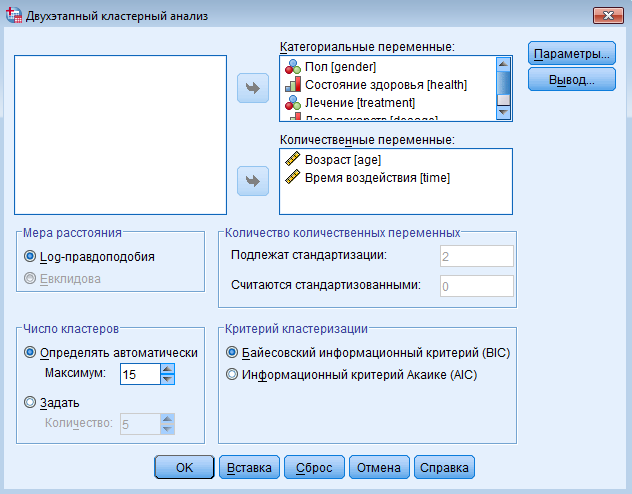 Двухэтапный кластерный анализ
Категориальные переменные:
Пол [gender]
Состояние здоровья [health]
Лечение [treatment]
Доза лекарств [dosage]
Количественные переменные:
Возраст [age]
Время воздействия [time]
Параметры...
Вывод...
Мера расстояния
Log-правдоподобия
Евклидова
Количество количественных переменных
Подлежат стандартизации: 2
Считаются стандартизованными: 0
Число кластеров
Определять автоматически
Максимум: 15
Задать
Количество: 5
Критерий кластеризации
Байесовский информационный критерий (BIC)
Информационный критерий Акаике (AIC)
OK Вставка Сброс Отмена Справка